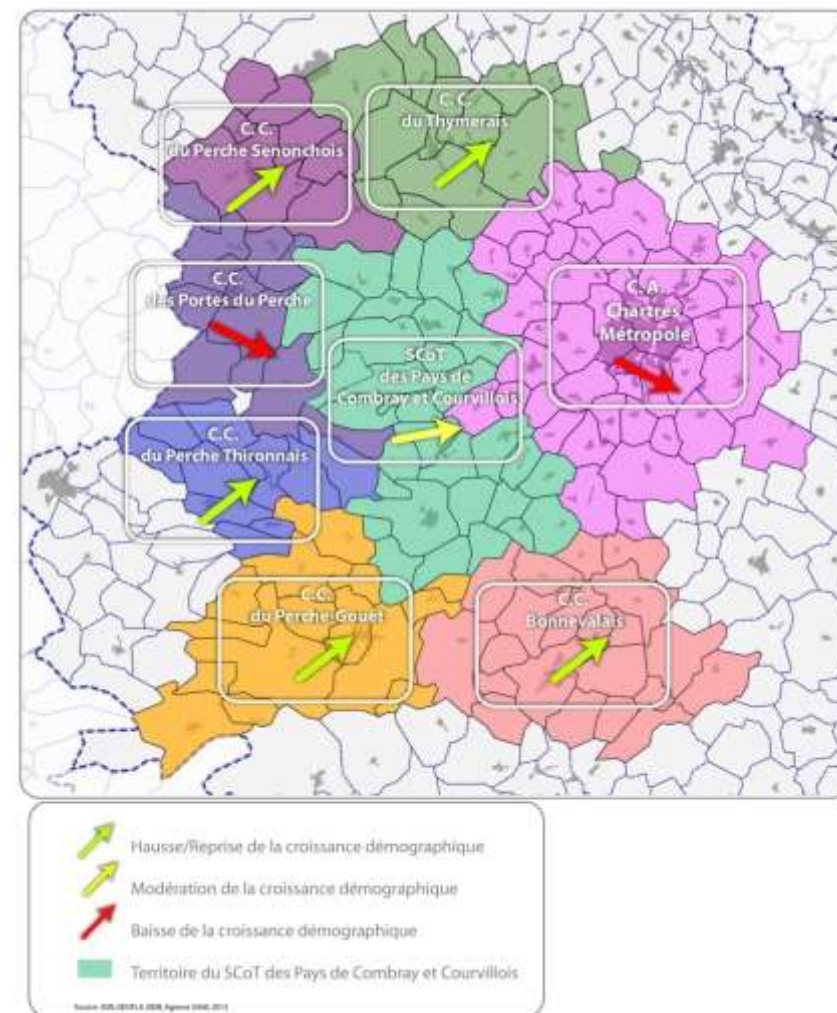 C.C.
du Perche Senonchois
C.C.
du Thymerais
C.C.
des Portes du Perche
C.A.
Chartres
Métropole
SCoT
des Pays de
Combray et Courvillois
C.C.
du Perche Thironnais
C.C.
du Perche-Gouet
C.C.
Bonnevalais
Hausse/Reprise de la croissance démographique
Modération de la croissance démographique
Baisse de la croissance démographique
Territoire du SCoT des Pays de Combray et Courvillois